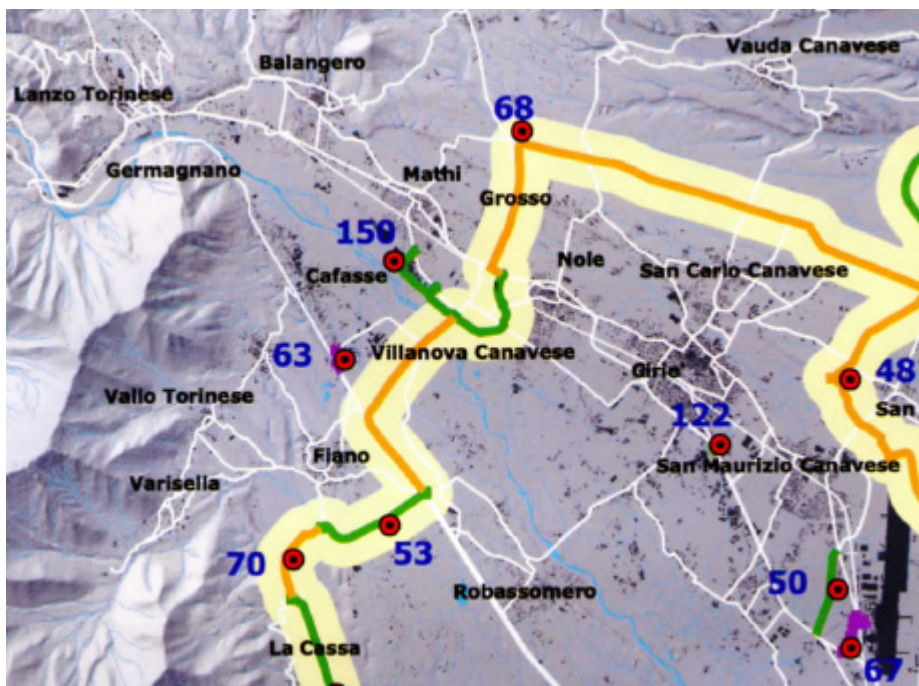 Vauda Canavese
Balangero
Lanzo Torinese
68
Germagnano
Mathi
Grosso
150
Nole
Cafasse
San Carlo Canavese
63
Villanova Canavese
Girie
48
Vallo Torinese
San
122
Fiano
San Maurizio Canavese
Varisella
53
70
50
Robassomero
La Cassa
67